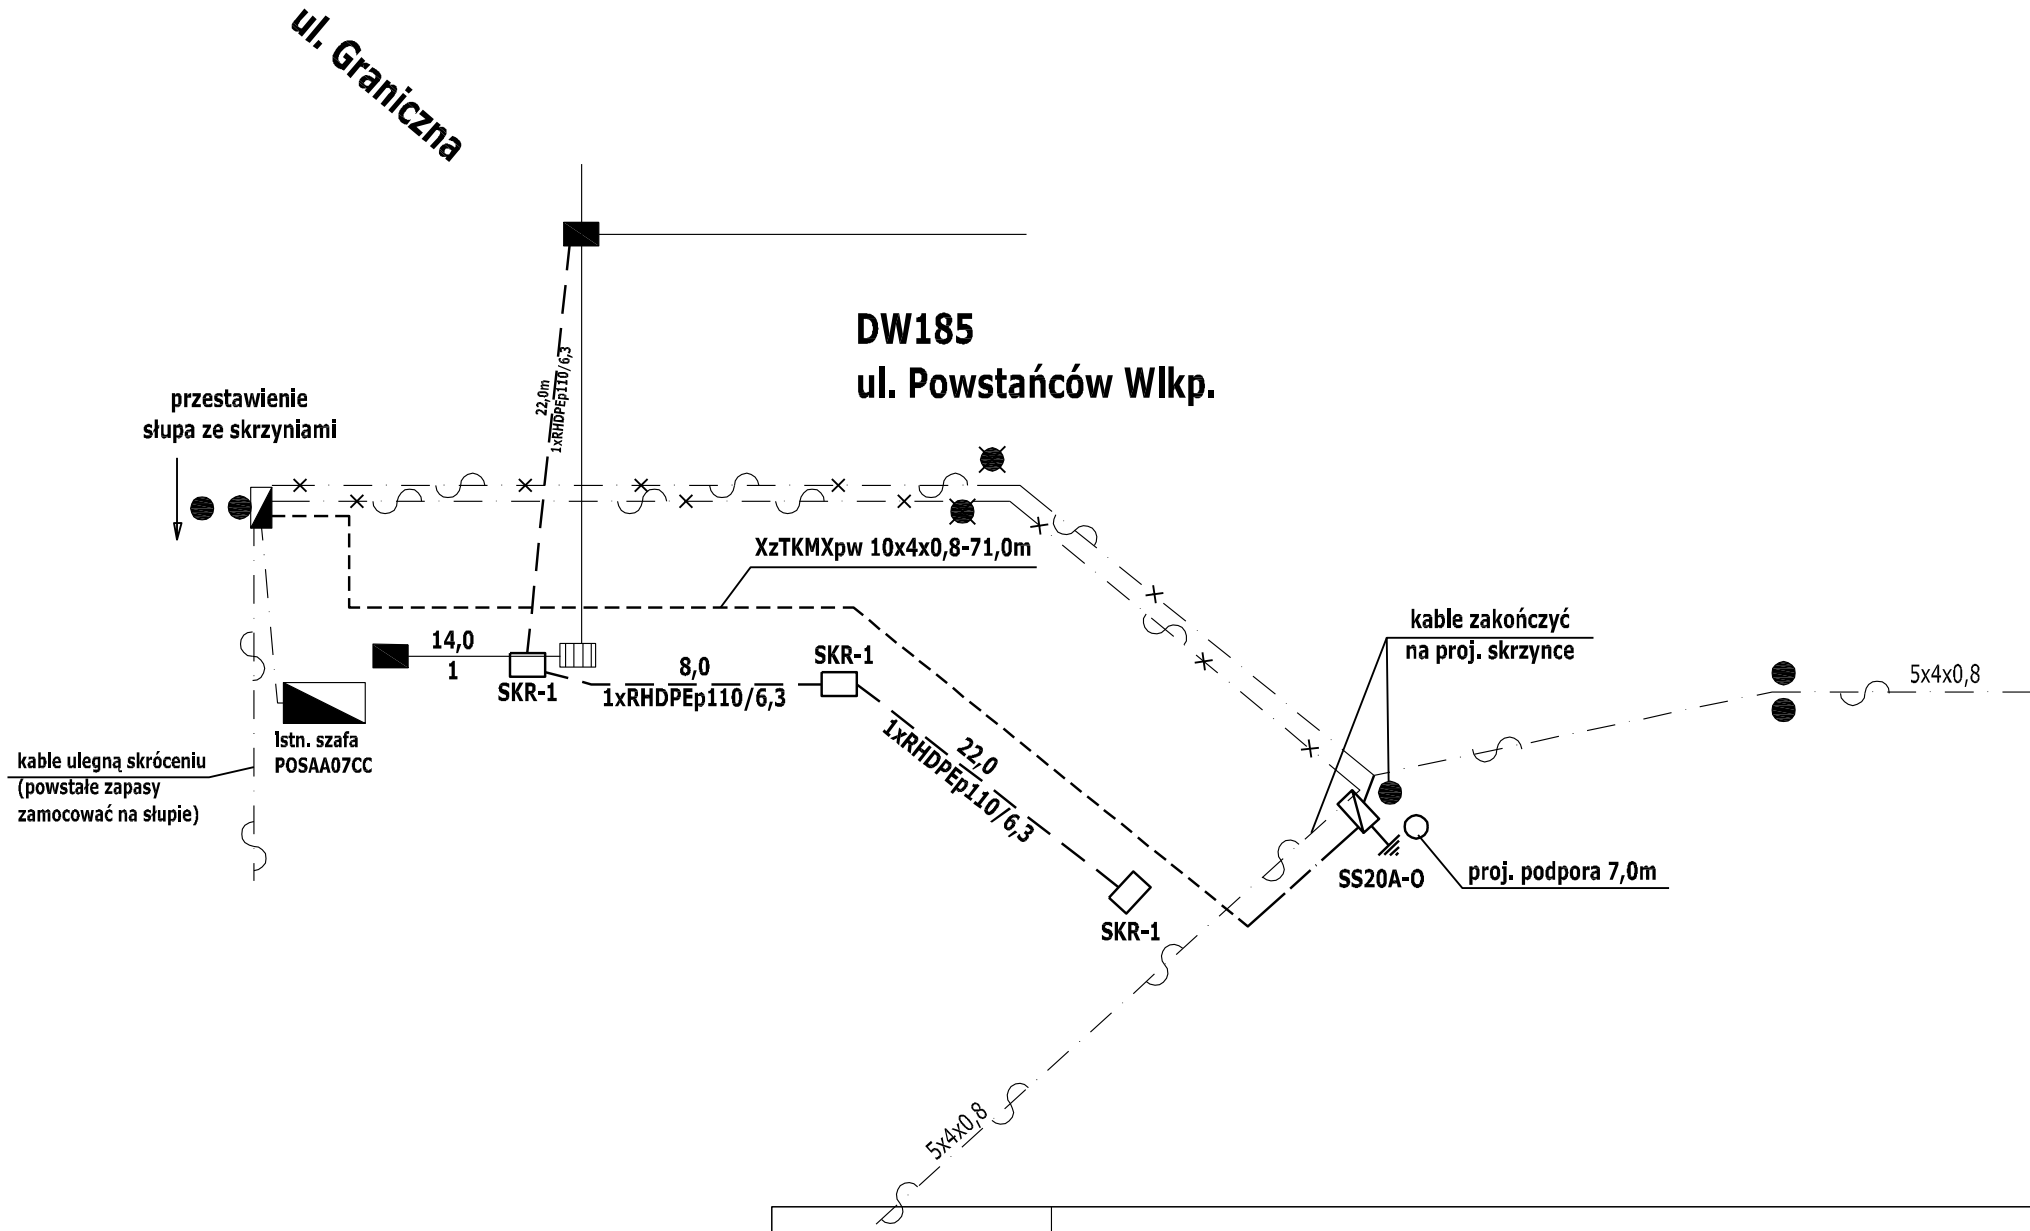 ul. Graniczna
DW185
ul. Powstańców Wlkp.
22,0m
1xRHDPEp110/6,3
przestawienie
słupa ze skrzyniami
XzTKMXpw 10x4x0,8-71,0m
kable zakończyć
na proj. skrzynce
14,0
1
SKR-1
8,0
1xRHDPEp110/6,3
SKR-1
5x4x0,8
Istn. szafa
POSAA07CC
kable ulegną skróceniu
(powstałe zapasy
zamocować na słupie)
22,0
1xRHDPEp110/6,3
SKR-1
SS20A-O
proj. podpora 7,0m
5x4x0,8